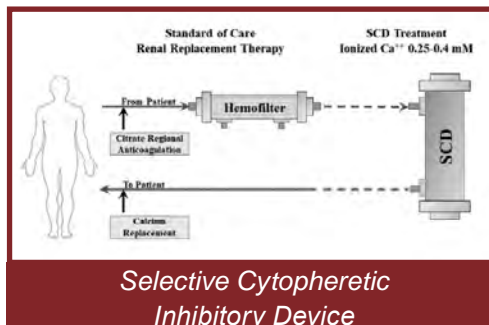 Standard of Care
Renal Replacement Therapy
SCD Treatment
Ionized Ca⁺⁺ 0.25-0.4 mM
From Patient
Hemofilter
Citrate Regional
Anticoagulation
SCD
To Patient
Calcium
Replacement
Selective Cytopheretic
Inhibitory Device